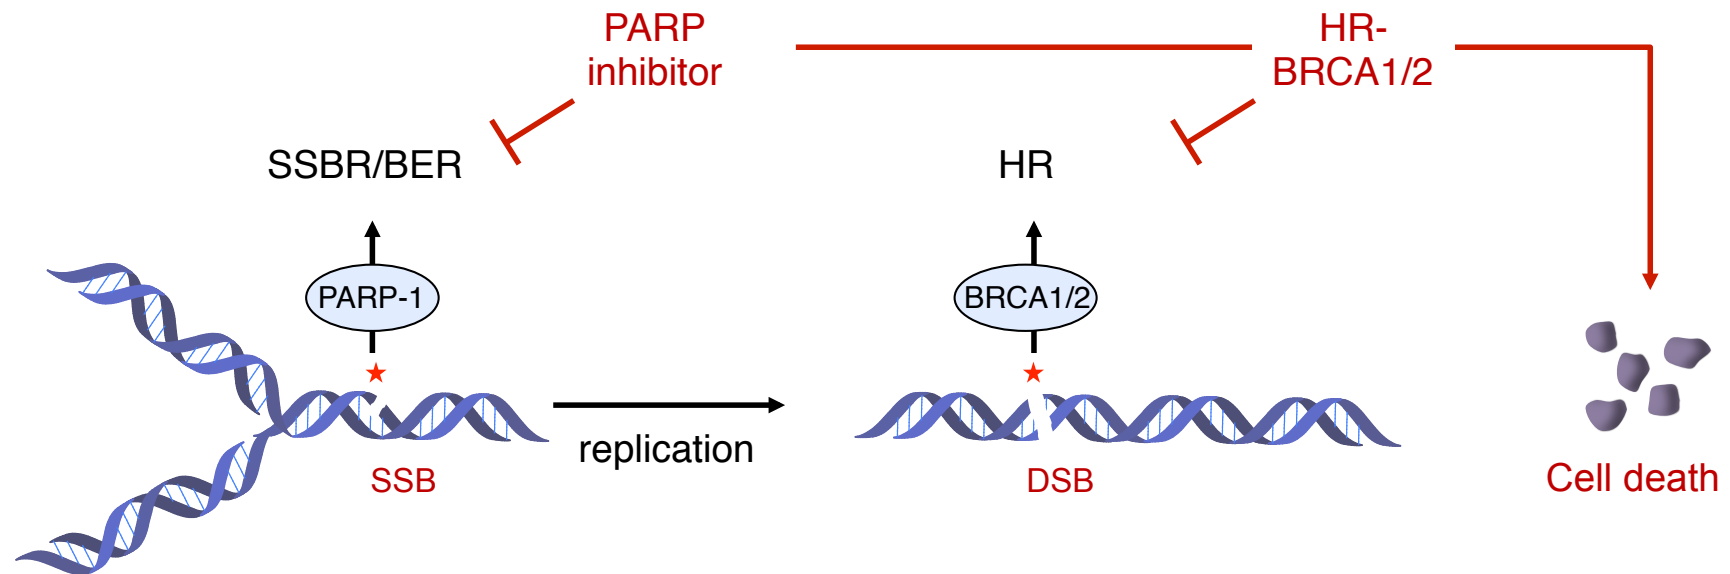 PARP
inhibitor
HR-
BRCA1/2
SSBR/BER
HR
PARP-1
BRCA1/2
replication
SSB
DSB
Cell death